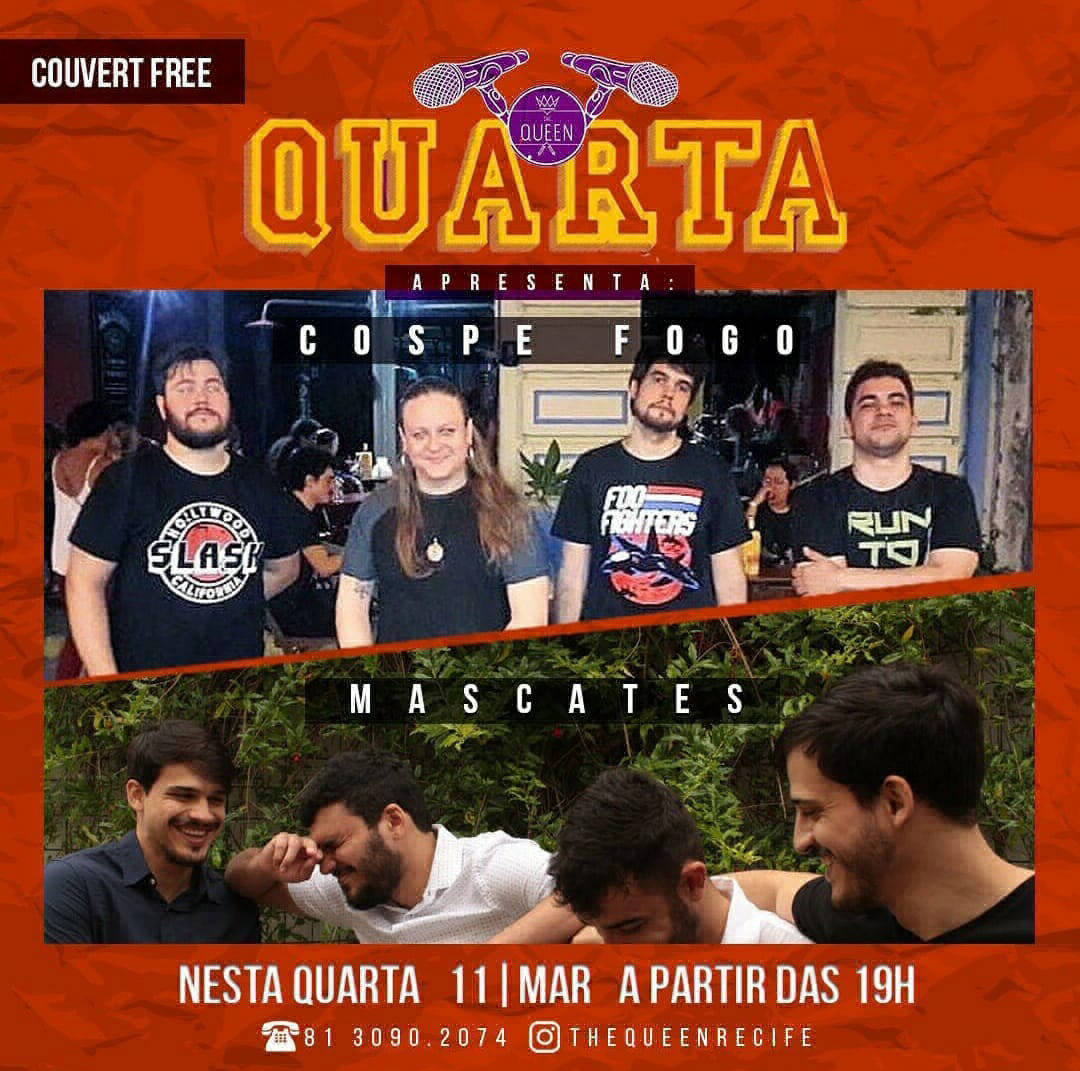 COUVERT FREE
THE
QUEEN
QUARTA
APRESENTA:
COSPE FOGO
HOLLYWOOD
SLASH
CALIFORNIA
FOO
FIGHTERS
RUN
TO
MASCATES
NESTA QUARTA 11|MAR A PARTIR DAS 19H
81 3090.2074 THEQUEENRECIFE